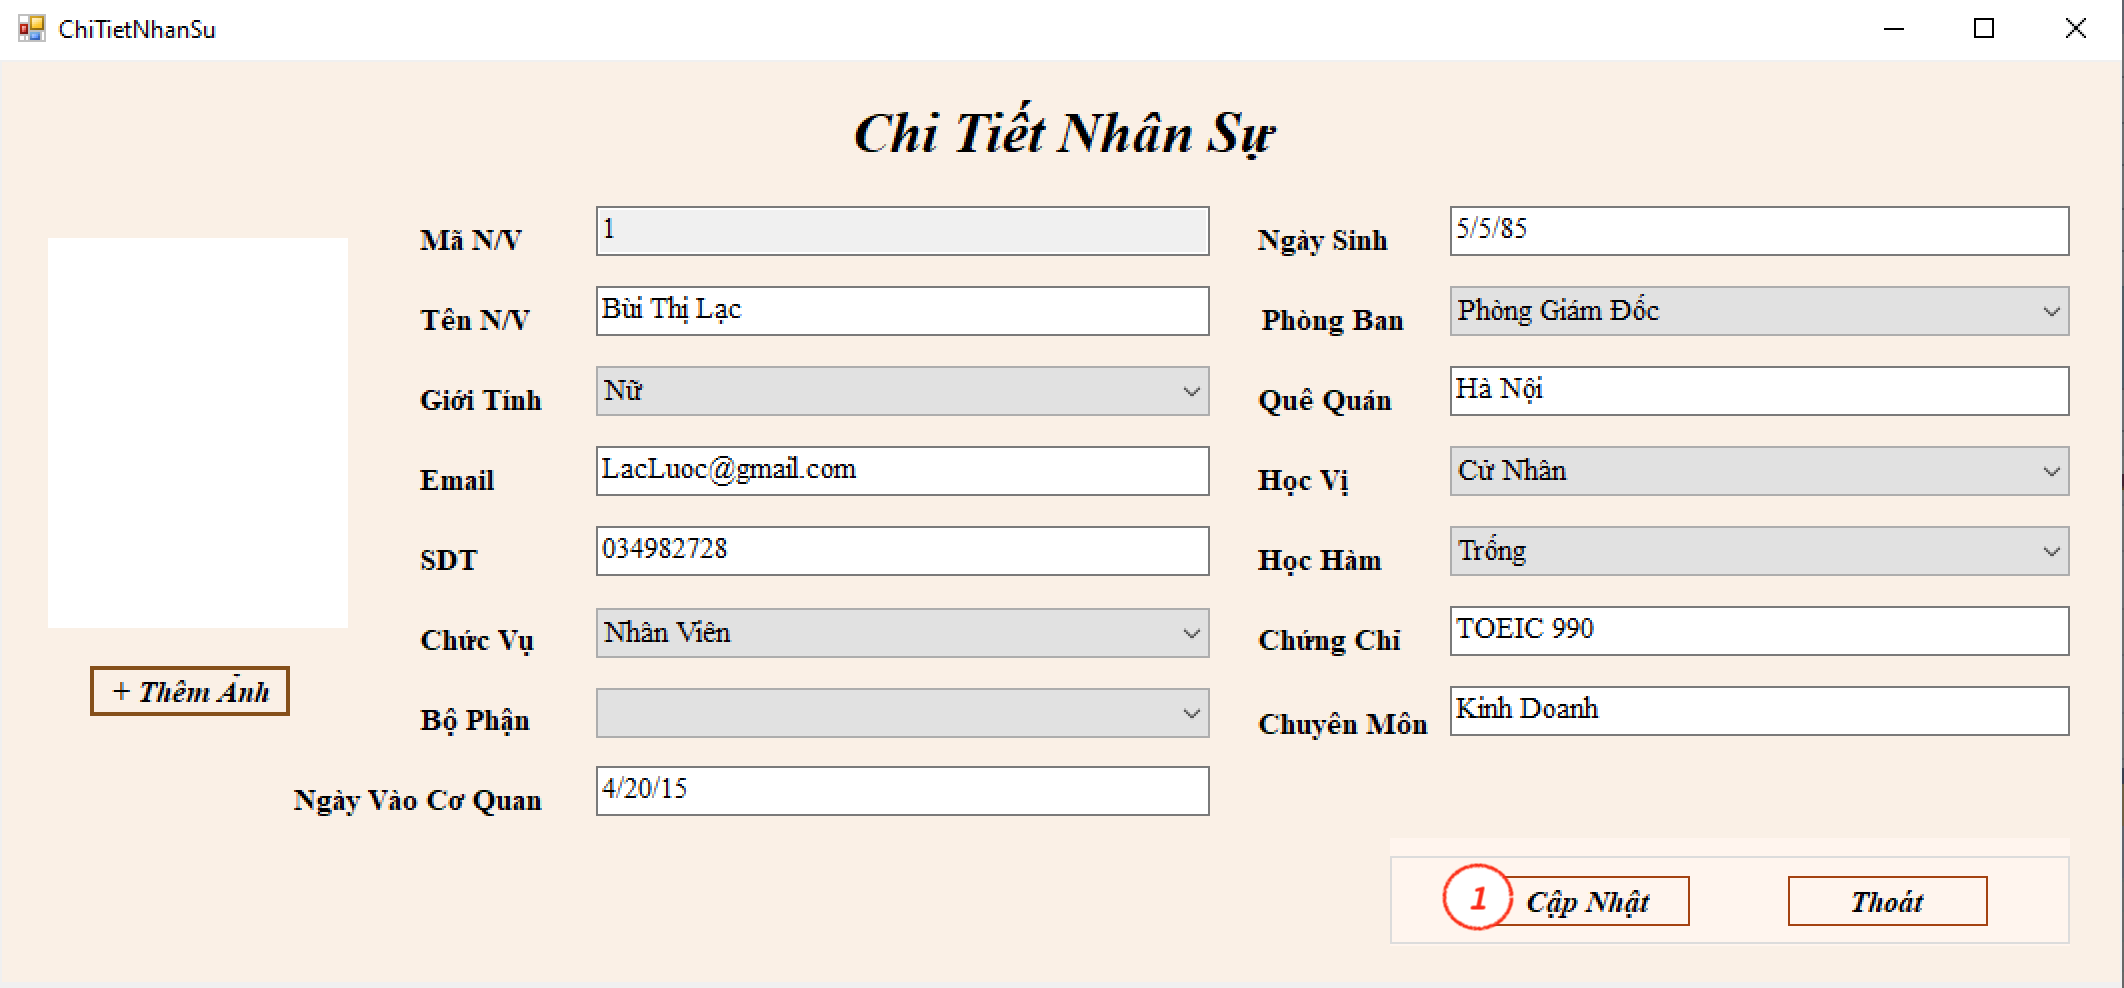 ChiTietNhanSu
Chi Tiết Nhân Sự
Mã N/V 1
Tên N/V Bùi Thị Lạc
Giới Tính Nữ
Email LacLuoc@gmail.com
SDT 034982728
Chức Vụ Nhân Viên
Bộ Phận
Ngày Vào Cơ Quan 4/20/15
+ Thêm Ảnh
Ngày Sinh 5/5/85
Phòng Ban Phòng Giám Đốc
Quê Quán Hà Nội
Học Vị Cử Nhân
Học Hàm Trống
Chứng Chỉ TOEIC 990
Chuyên Môn Kinh Doanh
1 Cập Nhật Thoát